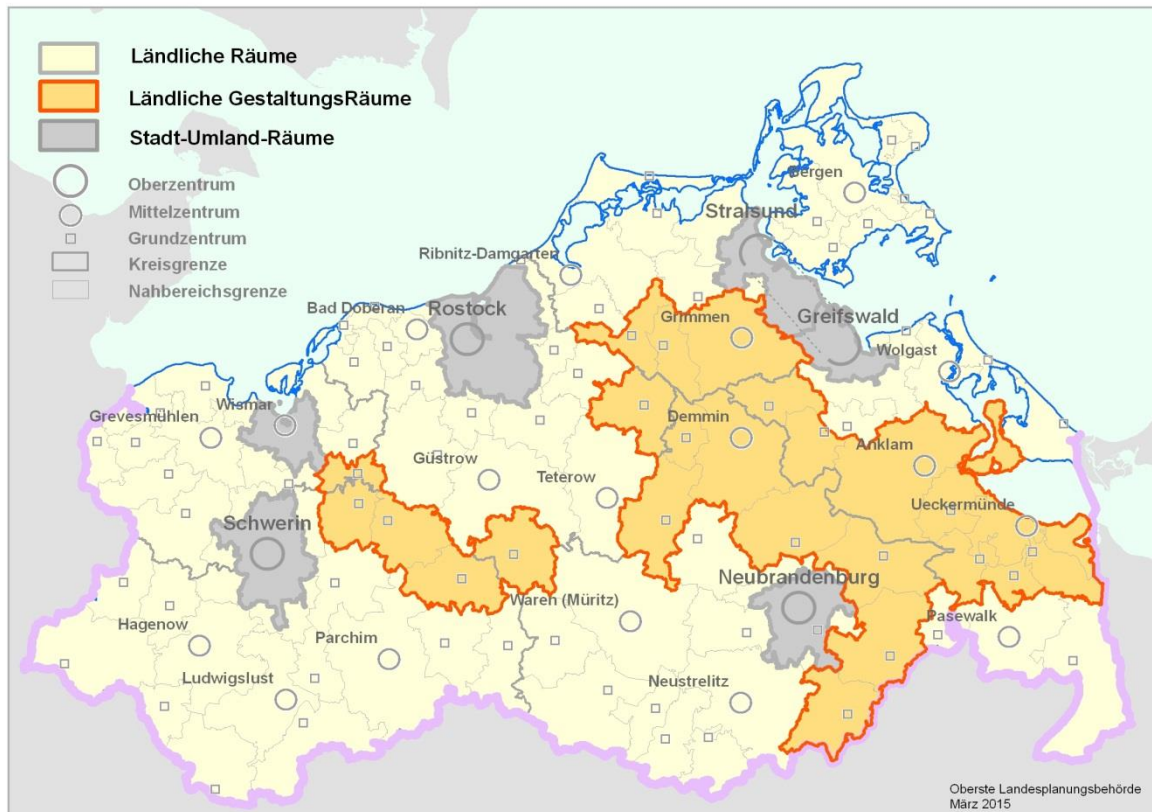 Ländliche Räume
Ländliche GestaltungsRäume
Stadt-Umland-Räume
Oberzentrum
Mittelzentrum
Grundzentrum
Kreisgrenze
Nahbereichsgrenze
Bergen
Stralsund
Ribnitz-Damgarten
Bad Doberan
Rostock
Greifswald
Grimmen
Wolgast
Grevesmühlen
Wismar
Demmin
Anklam
Güstrow
Teterow
Ueckermünde
Schwerin
Neubrandenburg
Waren (Müritz)
Pasewalk
Hagenow
Parchim
Ludwigslust
Neustrelitz
Oberste Landesplanungsbehörde
März 2015